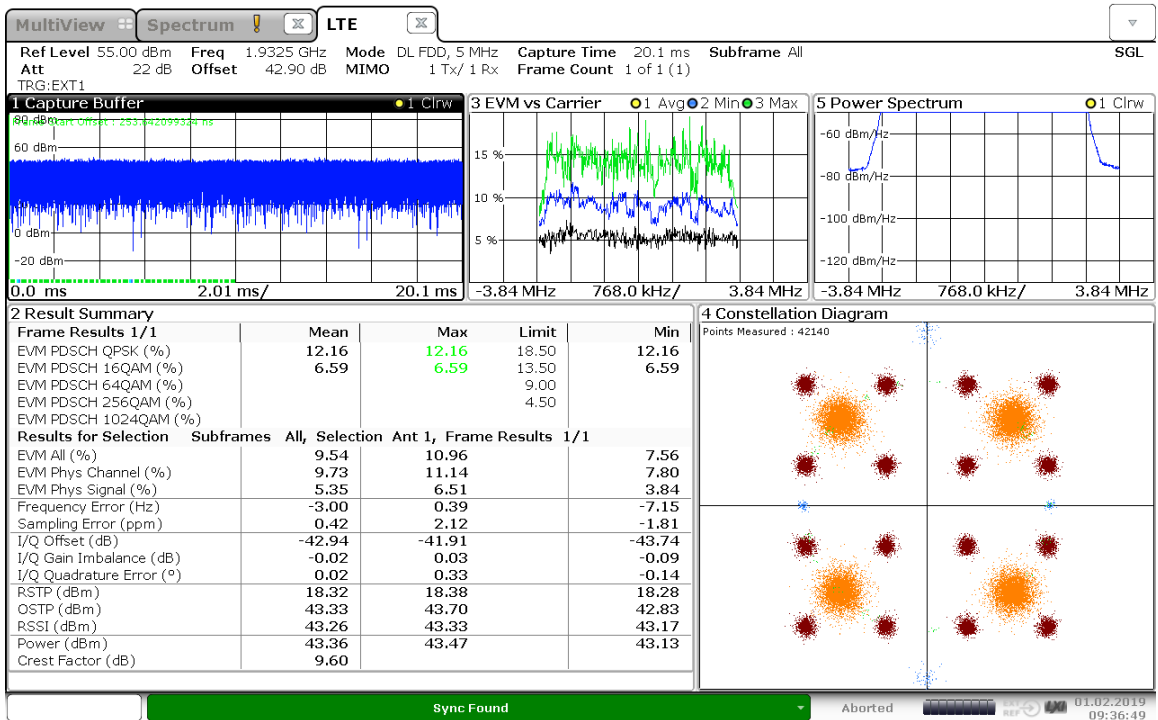 MultiView Spectrum ! X LTE X
Ref Level 55.00 dBm Freq 1.9325 GHz Mode DL FDD, 5 MHz Capture Time 20.1 ms Subframe All SGL
Att 22 dB Offset 42.90 dB MIMO 1 Tx/ 1 Rx Frame Count 1 of 1 (1)
TRG:EXT1
1 Capture Buffer 1 Clrw
80 dBm
Frame Start Offset : 253.642099324 ns
60 dBm
0 dBm
-20 dBm
0.0 ms 2.01 ms/ 20.1 ms
3 EVM vs Carrier 1 Avg 2 Min 3 Max
15 %
10 %
5 %
-3.84 MHz 768.0 kHz/ 3.84 MHz
5 Power Spectrum 1 Clrw
-60 dBm/Hz
-80 dBm/Hz
-100 dBm/Hz
-120 dBm/Hz
-3.84 MHz 768.0 kHz/ 3.84 MHz
2 Result Summary
Frame Results 1/1 Mean Max Limit Min
EVM PDSCH QPSK (%) 12.16 12.16 18.50 12.16
EVM PDSCH 16QAM (%) 6.59 6.59 13.50 6.59
EVM PDSCH 64QAM (%) 9.00
EVM PDSCH 256QAM (%) 4.50
EVM PDSCH 1024QAM (%)
Results for Selection Subframes All, Selection Ant 1, Frame Results 1/1
EVM All (%) 9.54 10.96 7.56
EVM Phys Channel (%) 9.73 11.14 7.80
EVM Phys Signal (%) 5.35 6.51 3.84
Frequency Error (Hz) -3.00 0.39 -7.15
Sampling Error (ppm) 0.42 2.12 -1.81
I/Q Offset (dB) -42.94 -41.91 -43.74
I/Q Gain Imbalance (dB) -0.02 0.03 -0.09
I/Q Quadrature Error (°) 0.02 0.33 -0.14
RSTP (dBm) 18.32 18.38 18.28
OSTP (dBm) 43.33 43.70 42.83
RSSI (dBm) 43.26 43.33 43.17
Power (dBm) 43.36 43.47 43.13
Crest Factor (dB) 9.60
4 Constellation Diagram
Points Measured : 42140
Sync Found
Aborted
EXT REF
LXI
01.02.2019
09:36:49